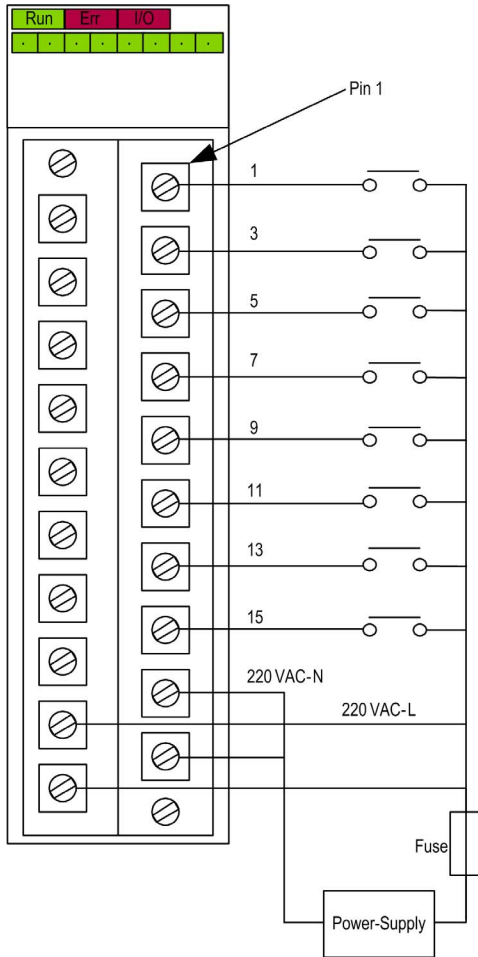 Run Err I/O
Pin 1
1
3
5
7
9
11
13
15
220 VAC-N
220 VAC-L
Fuse
Power-Supply